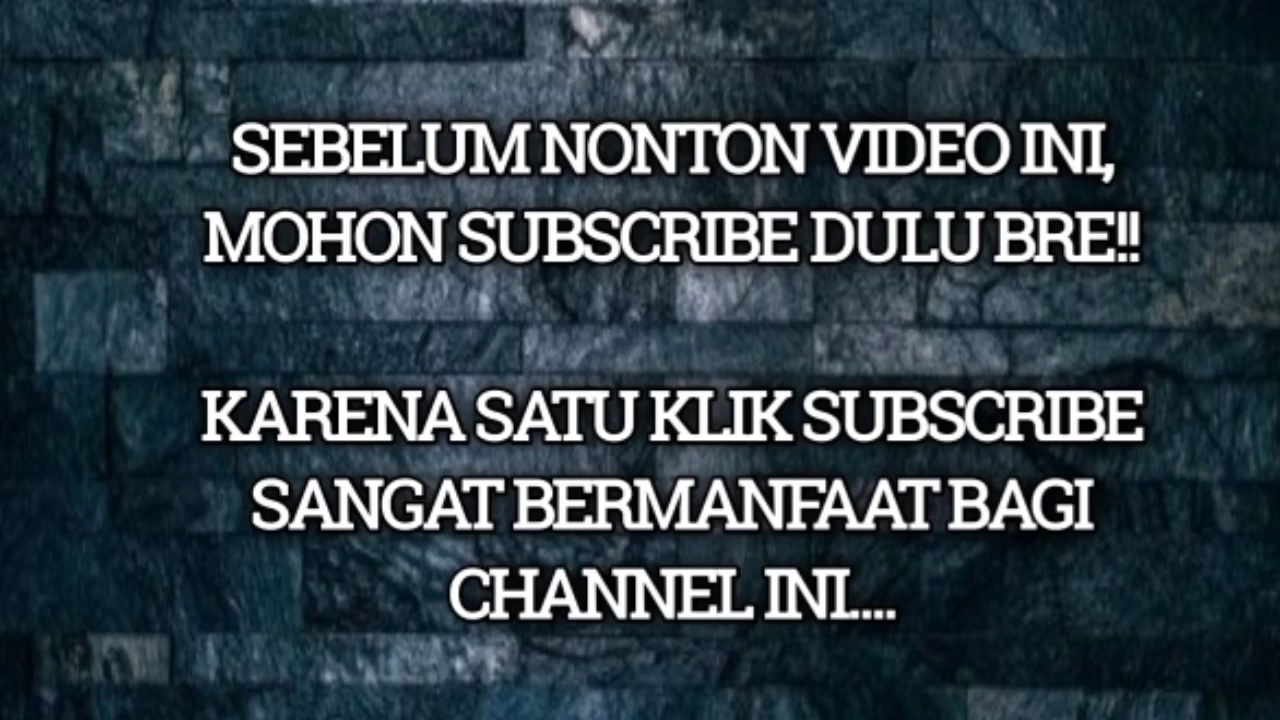 SEBELUM NONTON VIDEO INI,
MOHON SUBSCRIBE DULU BRE!!
KARENA SATU KLIK SUBSCRIBE
SANGAT BERMANFAAT BAGI
CHANNEL INI....